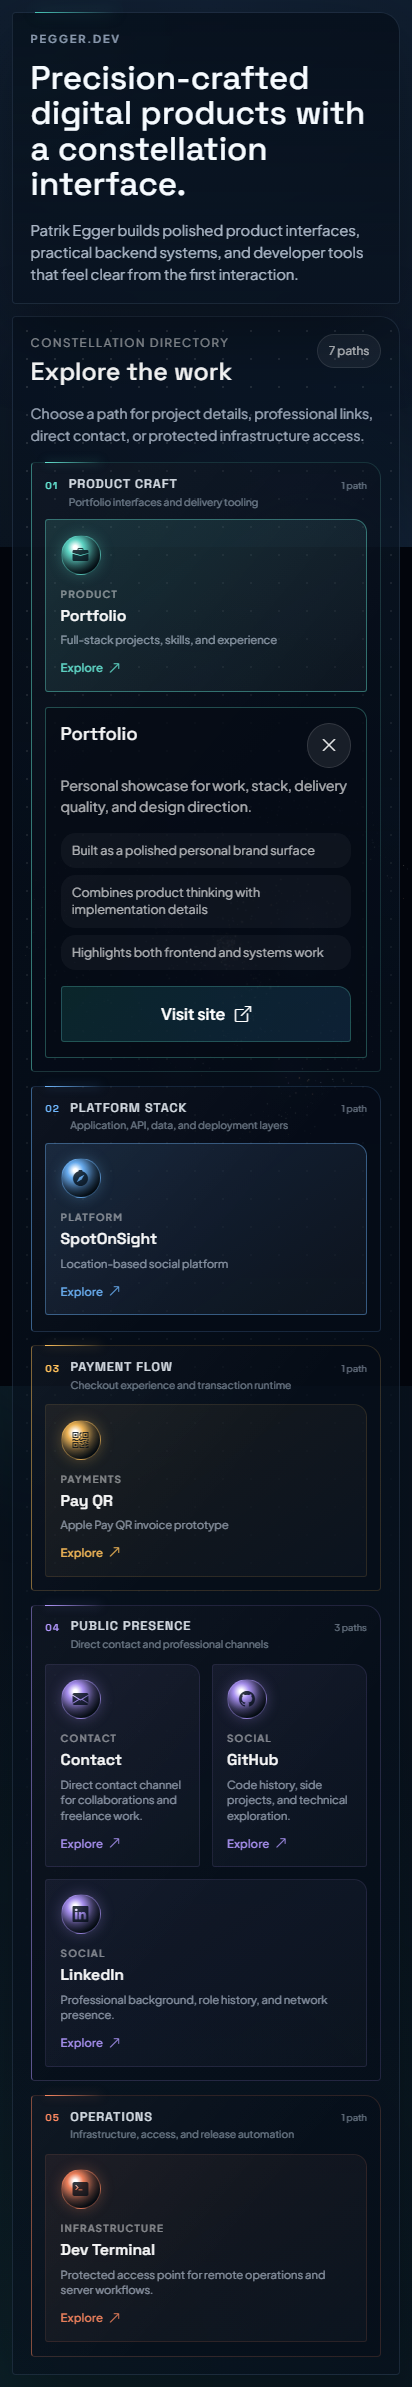 PEGGER.DEV
Precision-crafted
digital products with
a constellation
interface.
Patrik Egger builds polished product interfaces,
practical backend systems, and developer tools
that feel clear from the first interaction.
CONSTELLATION DIRECTORY
Explore the work
7 paths
Choose a path for project details, professional links,
direct contact, or protected infrastructure access.
01 PRODUCT CRAFT 1 path
Portfolio interfaces and delivery tooling
PRODUCT
Portfolio
Full-stack projects, skills, and experience
Explore
Portfolio
Personal showcase for work, stack, delivery
quality, and design direction.
Built as a polished personal brand surface
Combines product thinking with
implementation details
Highlights both frontend and systems work
Visit site
02 PLATFORM STACK 1 path
Application, API, data, and deployment layers
PLATFORM
SpotOnSight
Location-based social platform
Explore
03 PAYMENT FLOW 1 path
Checkout experience and transaction runtime
PAYMENTS
Pay QR
Apple Pay QR invoice prototype
Explore
04 PUBLIC PRESENCE 3 paths
Direct contact and professional channels
CONTACT
Contact
Direct contact channel
for collaborations and
freelance work.
Explore
SOCIAL
GitHub
Code history, side
projects, and technical
exploration.
Explore
SOCIAL
LinkedIn
Professional background, role history, and network
presence.
Explore
05 OPERATIONS 1 path
Infrastructure, access, and release automation
INFRASTRUCTURE
Dev Terminal
Protected access point for remote operations and
server workflows.
Explore